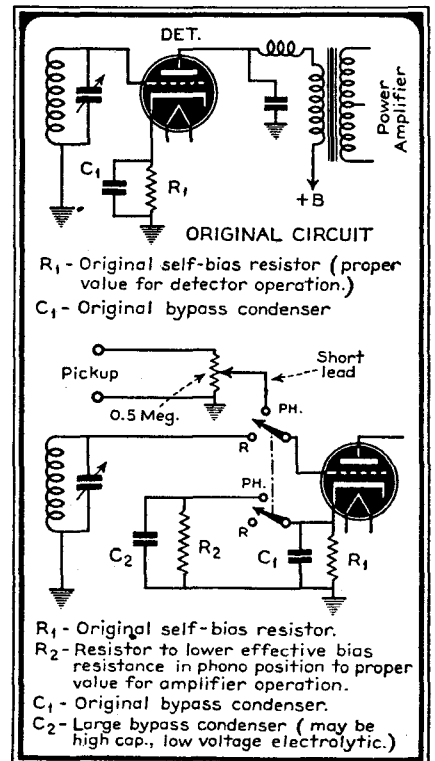 DET.
Power
Amplifier
C₁
R₁
+B
ORIGINAL CIRCUIT
R₁ - Original self-bias resistor (proper
value for detector operation.)
C₁ - Original bypass condenser
Pickup
Short
lead
0.5 Meg.
PH.
R
PH.
R
C₂
R₂
C₁
R₁
R₁ - Original self-bias resistor.
R₂ - Resistor to lower effective bias
resistance in phono position to proper
value for amplifier operation.
C₁ - Original bypass condenser.
C₂ - Large bypass condenser (may be
high cap., low voltage electrolytic.)